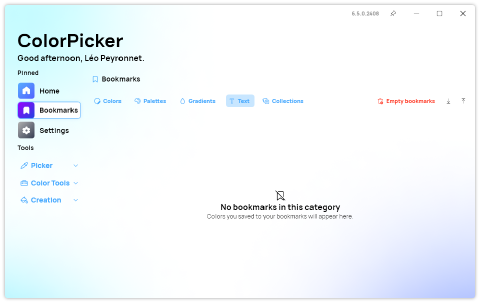 6.5.0.2409
ColorPicker
Good afternoon, Léo Peyronnet.
Pinned
Home
Bookmarks
Settings
Tools
Picker
Color Tools
Creation
Bookmarks
Colors Palettes Gradients Text Collections Empty bookmarks
No bookmarks in this category
Colors you saved to your bookmarks will appear here.